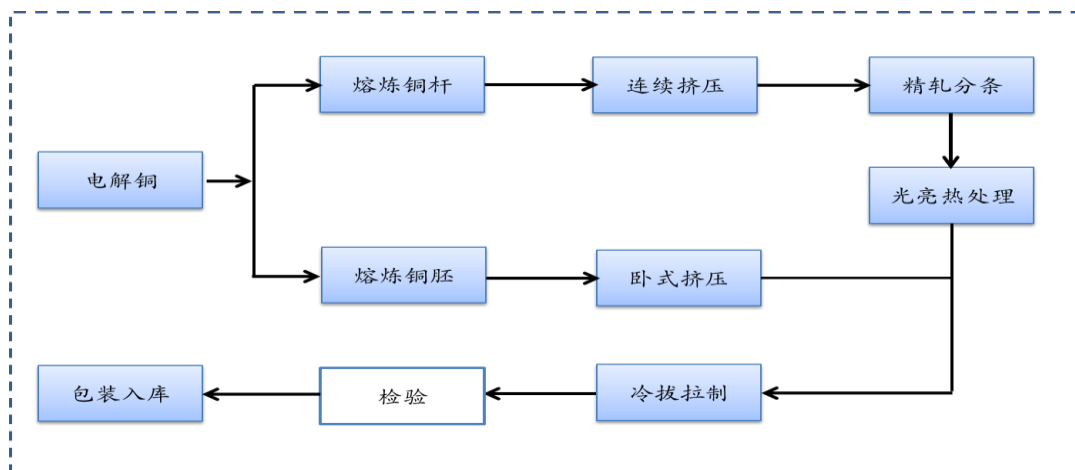 熔炼铜杆
连续挤压
精轧分条
电解铜
光亮热处理
熔炼铜胚
卧式挤压
包装入库
检验
冷拔拉制